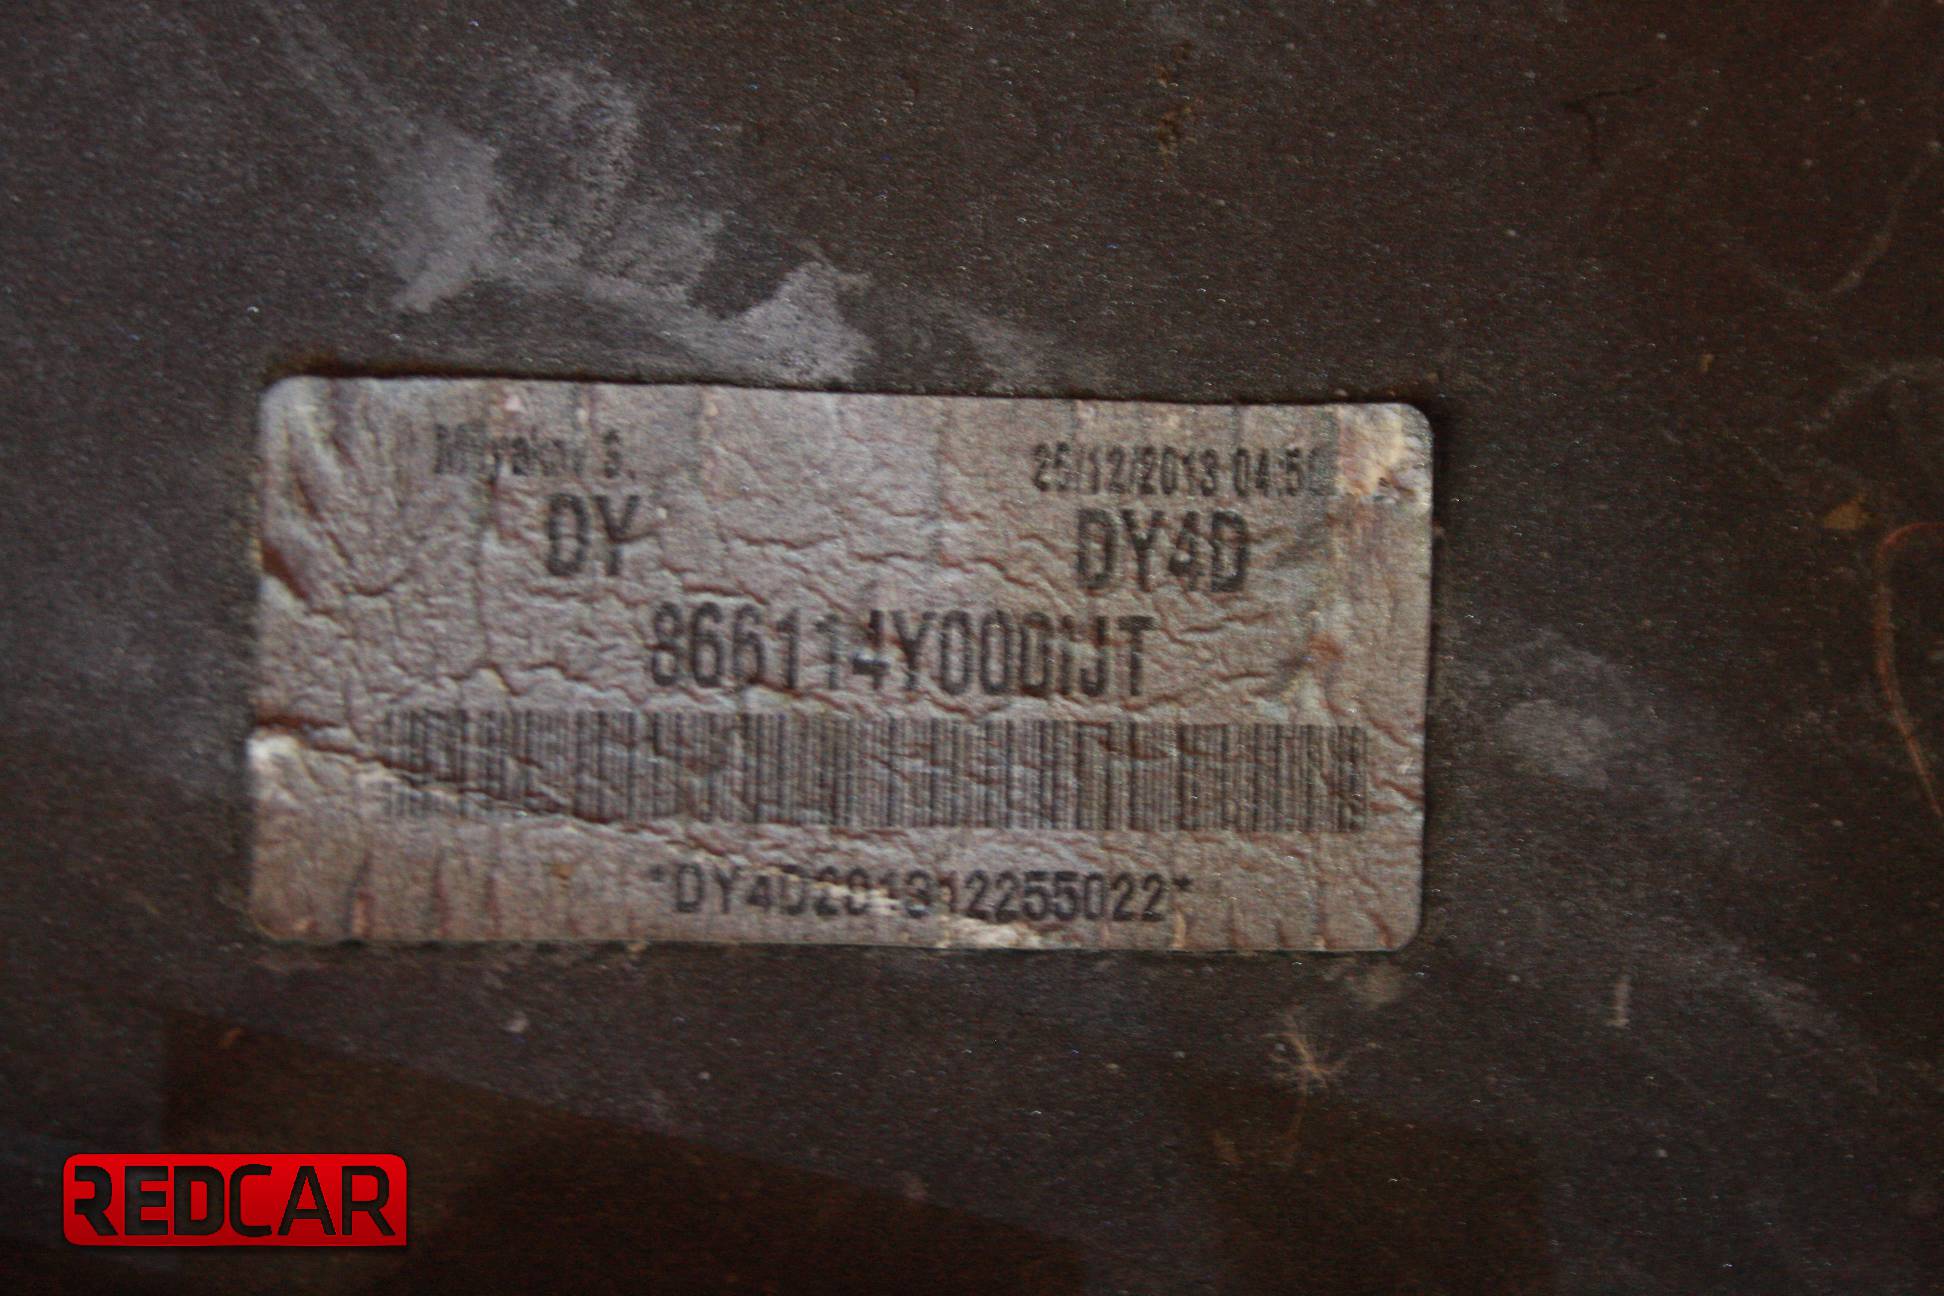 25/12/2013 04:50
DY DY4D
866114Y000IJT
*DY4D201312255022*
REDCAR